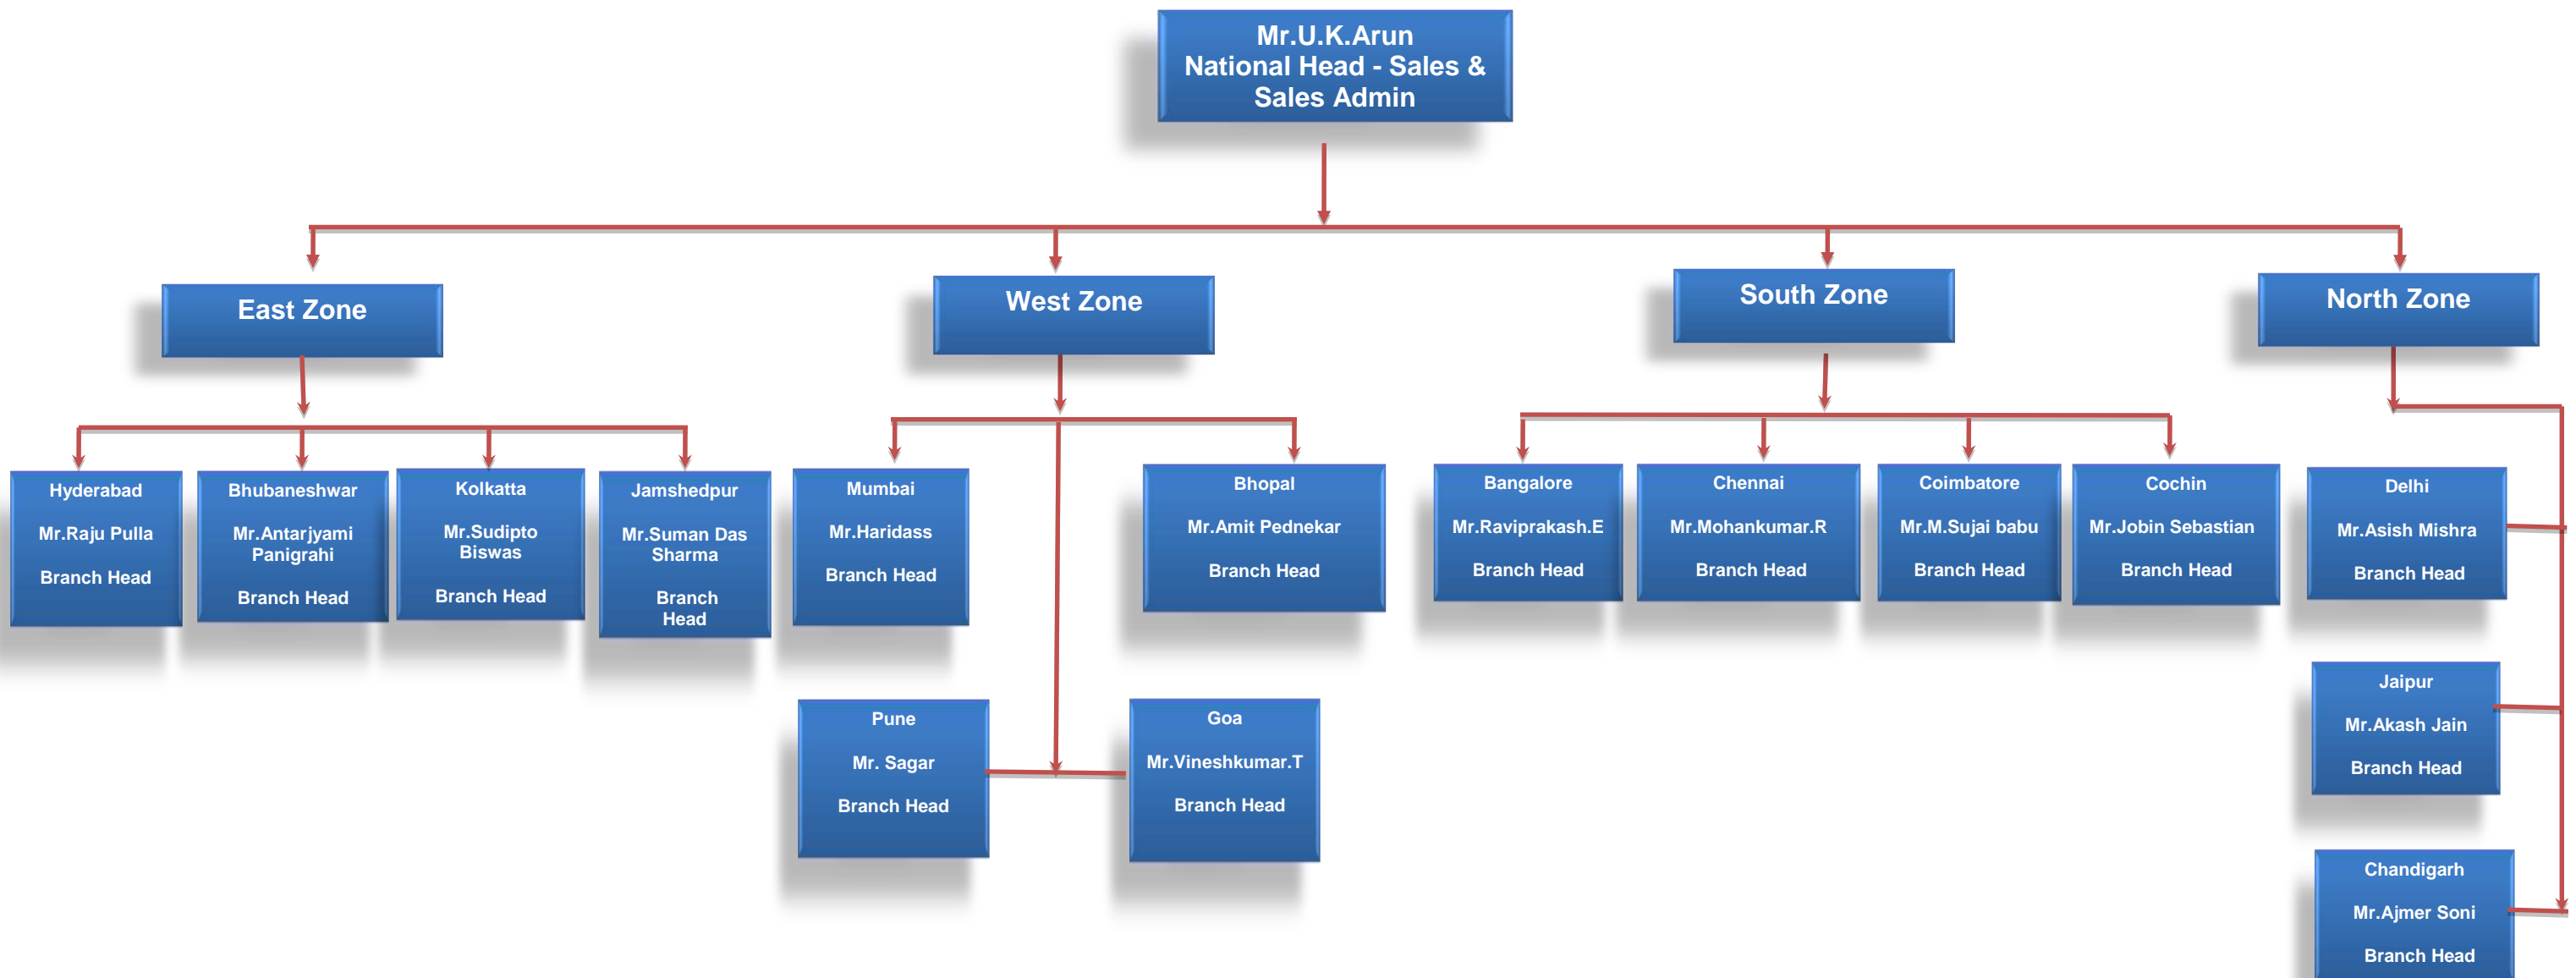 Mr.U.K.Arun
National Head - Sales &
Sales Admin
East Zone
West Zone
South Zone
North Zone
Hyderabad
Mr.Raju Pulla
Branch Head
Bhubaneshwar
Mr.Antarjyami
Panigrahi
Branch Head
Kolkatta
Mr.Sudipto
Biswas
Branch Head
Jamshedpur
Mr.Suman Das
Sharma
Branch
Head
Mumbai
Mr.Haridass
Branch Head
Bhopal
Mr.Amit Pednekar
Branch Head
Pune
Mr. Sagar
Branch Head
Goa
Mr.Vineshkumar.T
Branch Head
Bangalore
Mr.Raviprakash.E
Branch Head
Chennai
Mr.Mohankumar.R
Branch Head
Coimbatore
Mr.M.Sujai babu
Branch Head
Cochin
Mr.Jobin Sebastian
Branch Head
Delhi
Mr.Asish Mishra
Branch Head
Jaipur
Mr.Akash Jain
Branch Head
Chandigarh
Mr.Ajmer Soni
Branch Head